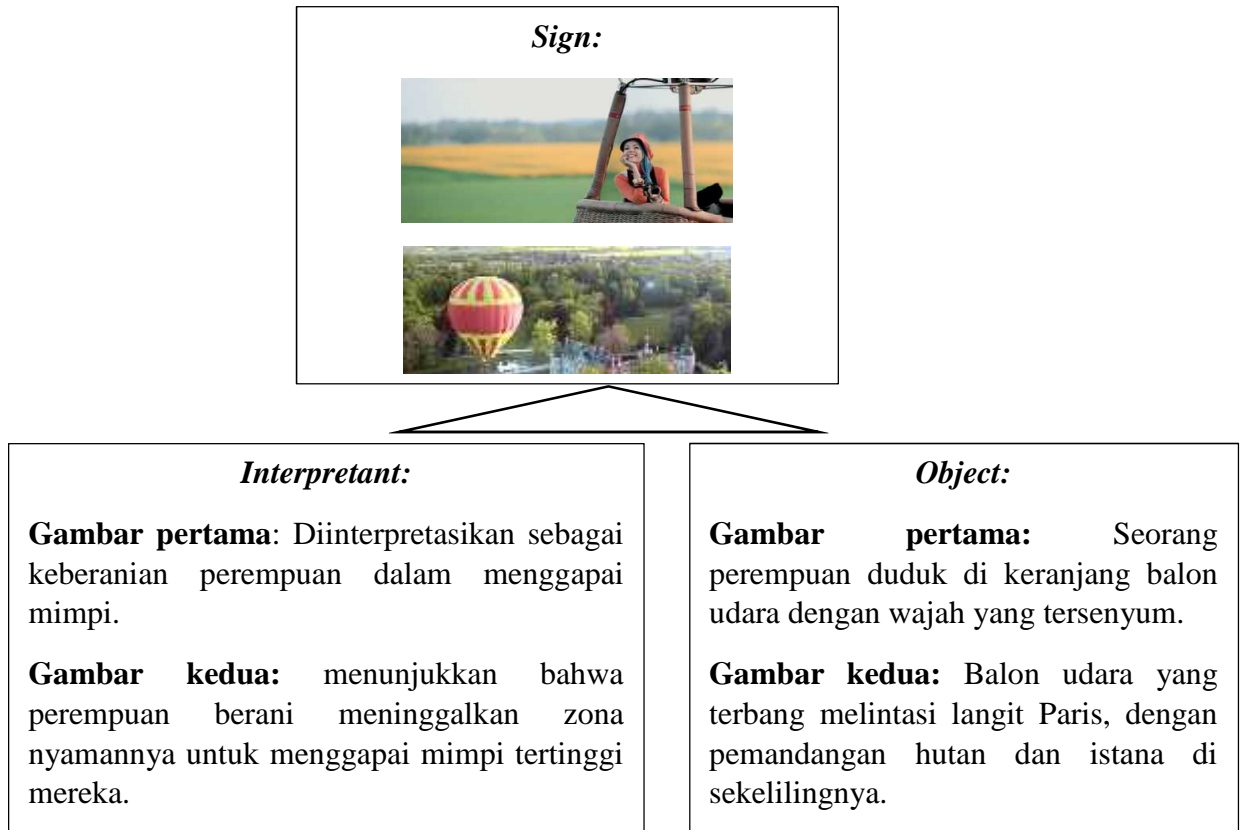 Sign:
Interpretant:
Gambar pertama: Diinterpretasikan sebagai
keberanian perempuan dalam menggapai
mimpi.
Gambar kedua: menunjukkan bahwa
perempuan berani meninggalkan zona
nyamannya untuk menggapai mimpi tertinggi
mereka.
Object:
Gambar pertama: Seorang
perempuan duduk di keranjang balon
udara dengan wajah yang tersenyum.
Gambar kedua: Balon udara yang
terbang melintasi langit Paris, dengan
pemandangan hutan dan istana di
sekelilingnya.